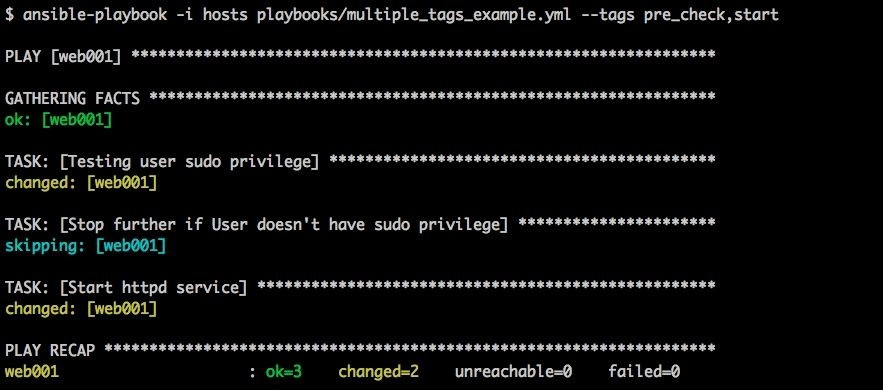 $ ansible-playbook -i hosts playbooks/multiple_tags_example.yml --tags pre_check,start
PLAY [web001] *****************************************************************
GATHERING FACTS ***************************************************************
ok: [web001]
TASK: [Testing user sudo privilege] *******************************************
changed: [web001]
TASK: [Stop further if User doesn't have sudo privilege] **********************
skipping: [web001]
TASK: [Start httpd service] ***************************************************
changed: [web001]
PLAY RECAP ********************************************************************
web001                     : ok=3    changed=2    unreachable=0    failed=0